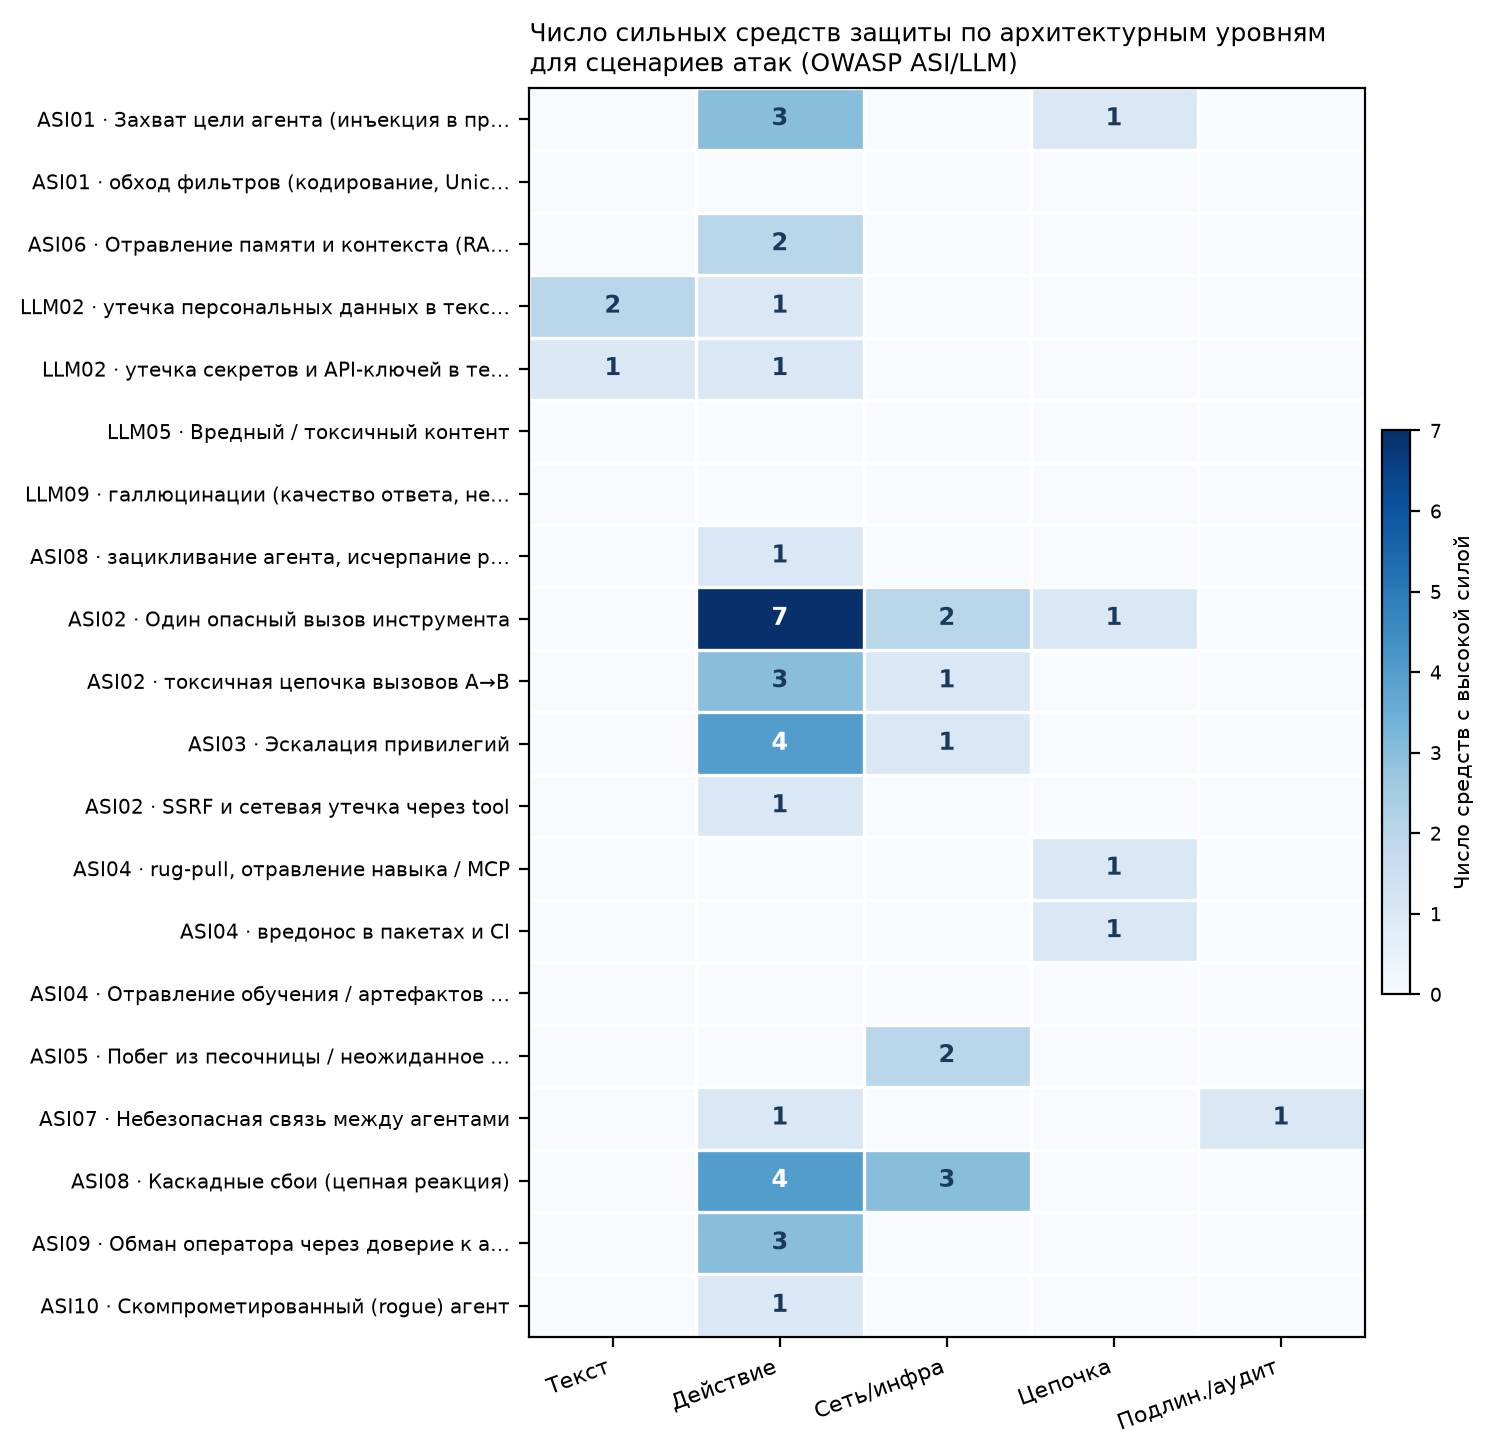 Число сильных средств защиты по архитектурным уровням
для сценариев атак (OWASP ASI/LLM)
ASI01 · Захват цели агента (инъекция в пр… 3 1
ASI01 · обход фильтров (кодирование, Unic…
ASI06 · Отравление памяти и контекста (RA… 2
LLM02 · утечка персональных данных в текс… 2 1
LLM02 · утечка секретов и API-ключей в те… 1 1
LLM05 · Вредный / токсичный контент
LLM09 · галлюцинации (качество ответа, не…
ASI08 · зацикливание агента, исчерпание р… 1
ASI02 · Один опасный вызов инструмента 7 2 1
ASI02 · токсичная цепочка вызовов A→B 3 1
ASI03 · Эскалация привилегий 4 1
ASI02 · SSRF и сетевая утечка через tool 1
ASI04 · rug-pull, отравление навыка / MCP 1
ASI04 · вредонос в пакетах и CI 1
ASI04 · Отравление обучения / артефактов …
ASI05 · Побег из песочницы / неожиданное … 2
ASI07 · Небезопасная связь между агентами 1 1
ASI08 · Каскадные сбои (цепная реакция) 4 3
ASI09 · Обман оператора через доверие к а… 3
ASI10 · Скомпрометированный (rogue) агент 1
Текст
Действие
Сеть/инфра
Цепочка
Подлин./аудит
7
6
5
4
3
2
1
0
Число средств с высокой силой